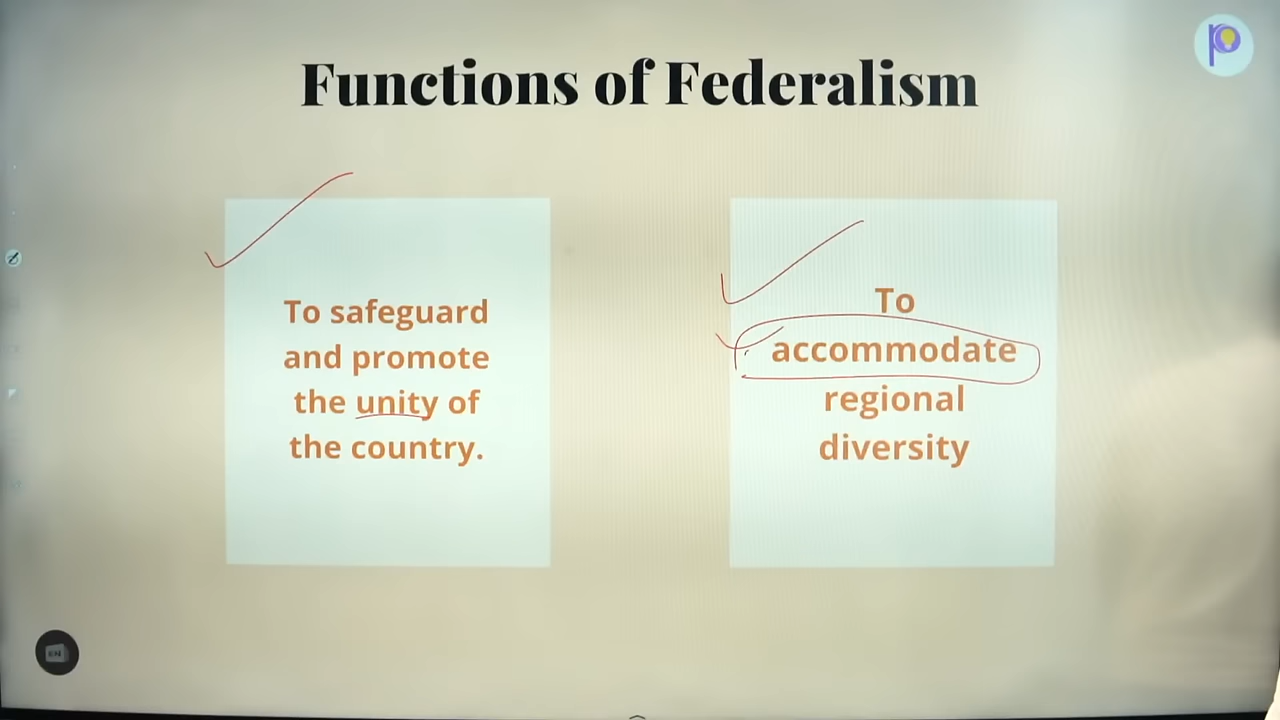 Functions of Federalism
To safeguard
and promote
the unity of
the country.
To
accommodate
regional
diversity